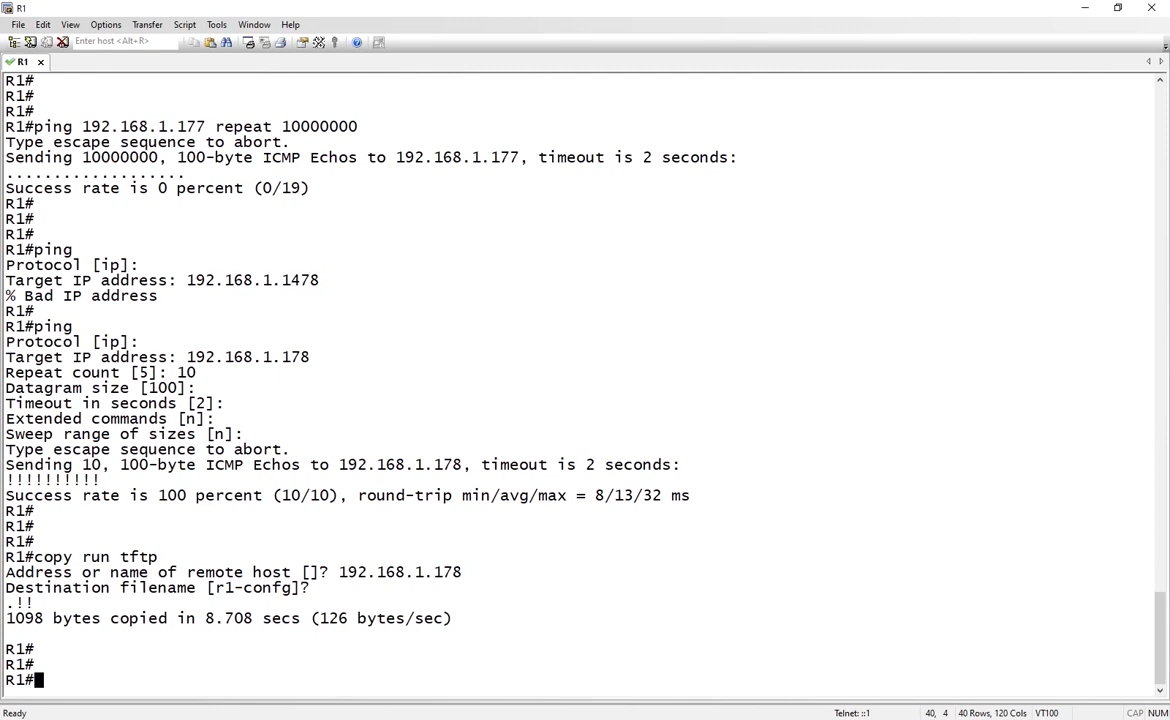 R1
File Edit View Options Transfer Script Tools Window Help
Enter host <Alt+R>
R1
R1#
R1#
R1#
R1#ping 192.168.1.177 repeat 10000000
Type escape sequence to abort.
Sending 10000000, 100-byte ICMP Echos to 192.168.1.177, timeout is 2 seconds:
...................
Success rate is 0 percent (0/19)
R1#
R1#
R1#
R1#ping
Protocol [ip]:
Target IP address: 192.168.1.1478
% Bad IP address
R1#
R1#ping
Protocol [ip]:
Target IP address: 192.168.1.178
Repeat count [5]: 10
Datagram size [100]:
Timeout in seconds [2]:
Extended commands [n]:
Sweep range of sizes [n]:
Type escape sequence to abort.
Sending 10, 100-byte ICMP Echos to 192.168.1.178, timeout is 2 seconds:
!!!!!!!!!!
Success rate is 100 percent (10/10), round-trip min/avg/max = 8/13/32 ms
R1#
R1#
R1#
R1#copy run tftp
Address or name of remote host []? 192.168.1.178
Destination filename [r1-confg]?
.!!
1098 bytes copied in 8.708 secs (126 bytes/sec)
R1#
R1#
R1#
Ready Telnet: ::1 40, 4 40 Rows, 120 Cols VT100 CAP NUM